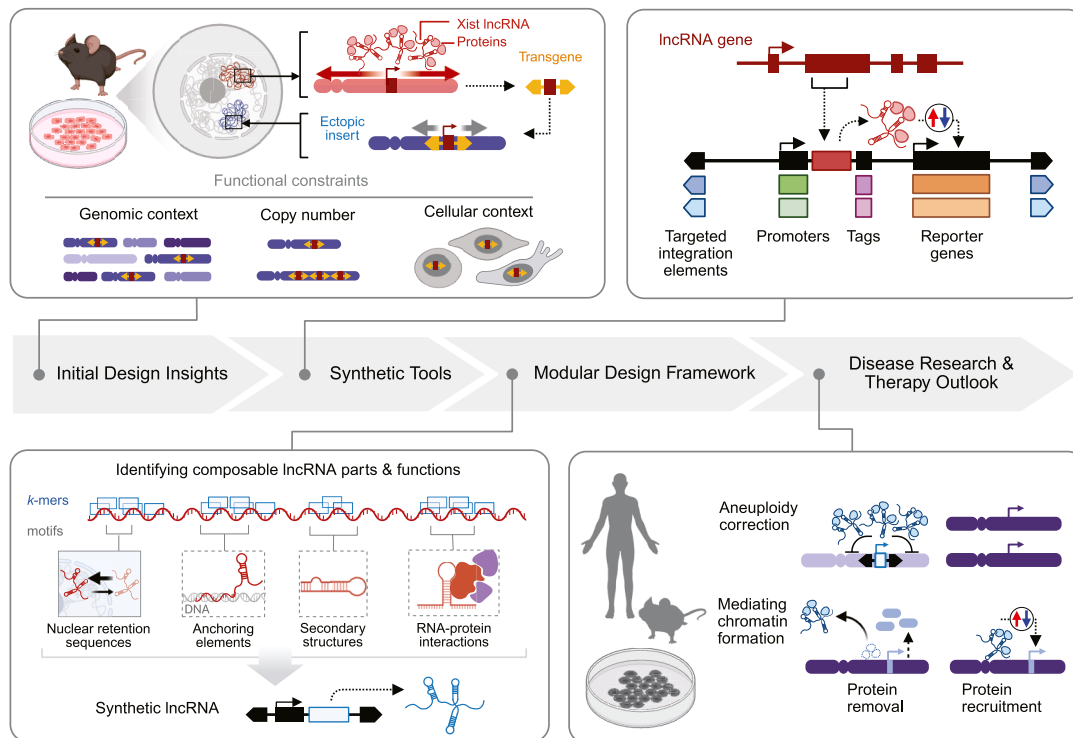 Xist lncRNA
Proteins
Transgene
Ectopic
insert
Functional constraints
Genomic context
Copy number
Cellular context
lncRNA gene
Targeted
integration
elements
Promoters
Tags
Reporter
genes
Initial Design Insights
Synthetic Tools
Modular Design Framework
Disease Research &
Therapy Outlook
Identifying composable lncRNA parts & functions
k-mers
motifs
DNA
Nuclear retention
sequences
Anchoring
elements
Secondary
structures
RNA-protein
interactions
Synthetic lncRNA
Aneuploidy
correction
Mediating
chromatin
formation
Protein
removal
Protein
recruitment